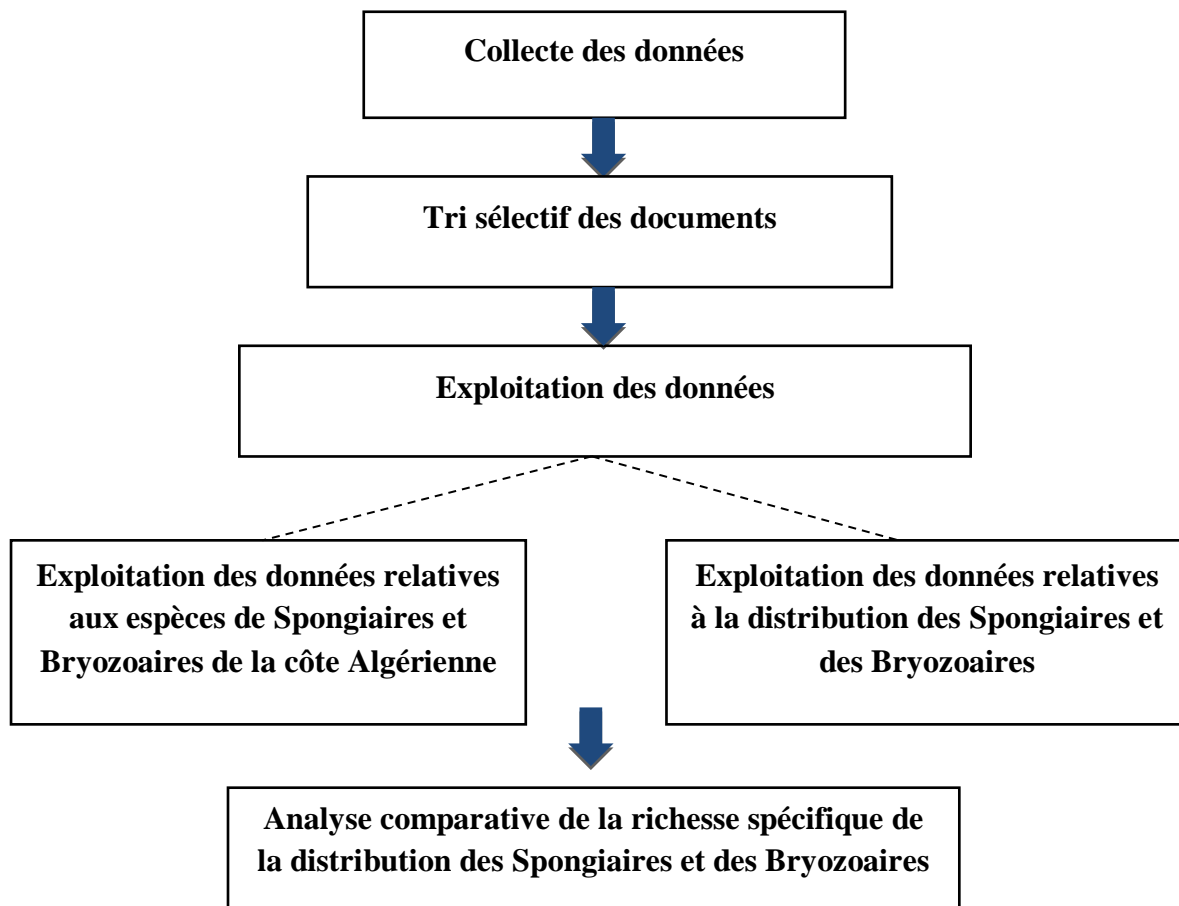 Collecte des données
Tri sélectif des documents
Exploitation des données
Exploitation des données relatives
aux espèces de Spongiaires et
Bryozoaires de la côte Algérienne
Exploitation des données relatives
à la distribution des Spongiaires et
des Bryozoaires
Analyse comparative de la richesse spécifique de
la distribution des Spongiaires et des Bryozoaires